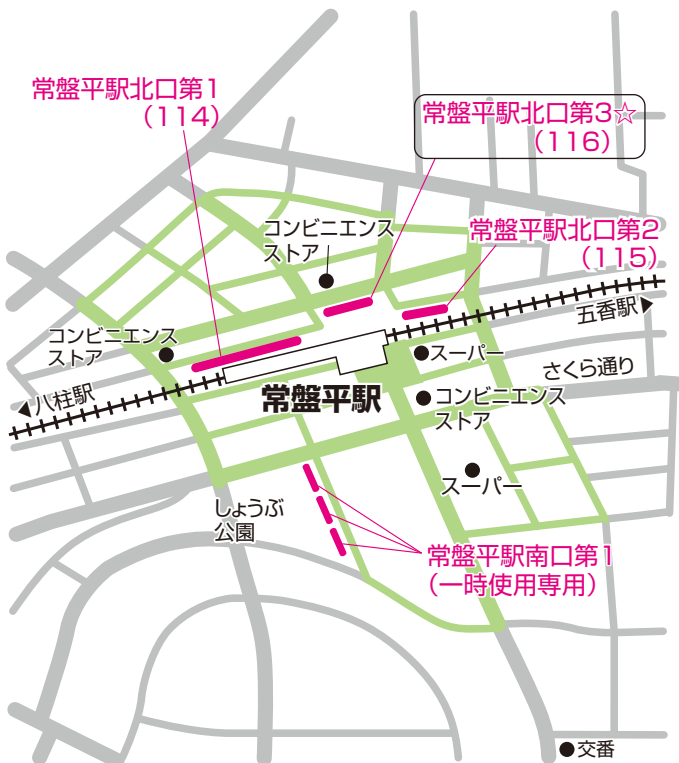 常盤平駅北口第1
(114)
常盤平駅北口第3☆
(116)
コンビニエンス
ストア
常盤平駅北口第2
(115)
五香駅▶
コンビニエンス
ストア
スーパー
さくら通り
◀八柱駅
常盤平駅
コンビニエンス
ストア
スーパー
しょうぶ
公園
常盤平駅南口第1
(一時使用専用)
交番